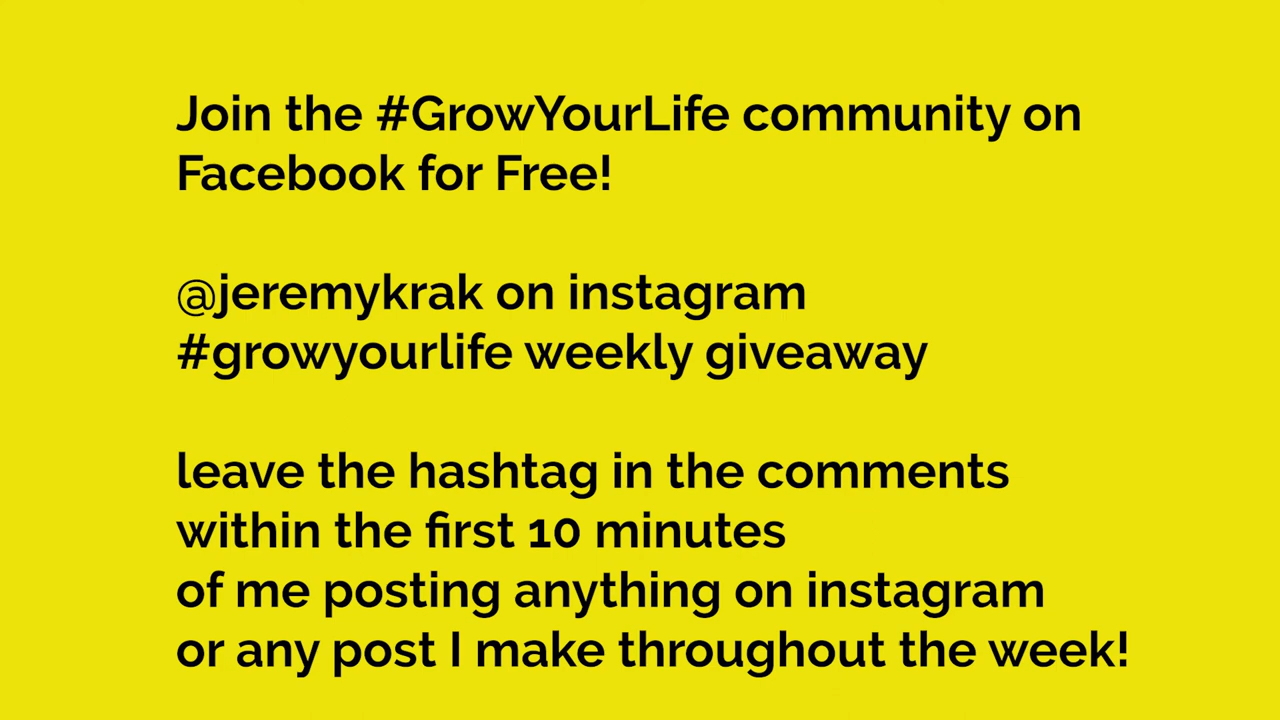 Join the #GrowYourLife community on
Facebook for Free!
@jeremykrak on instagram
#growyourlife weekly giveaway
leave the hashtag in the comments
within the first 10 minutes
of me posting anything on instagram
or any post I make throughout the week!